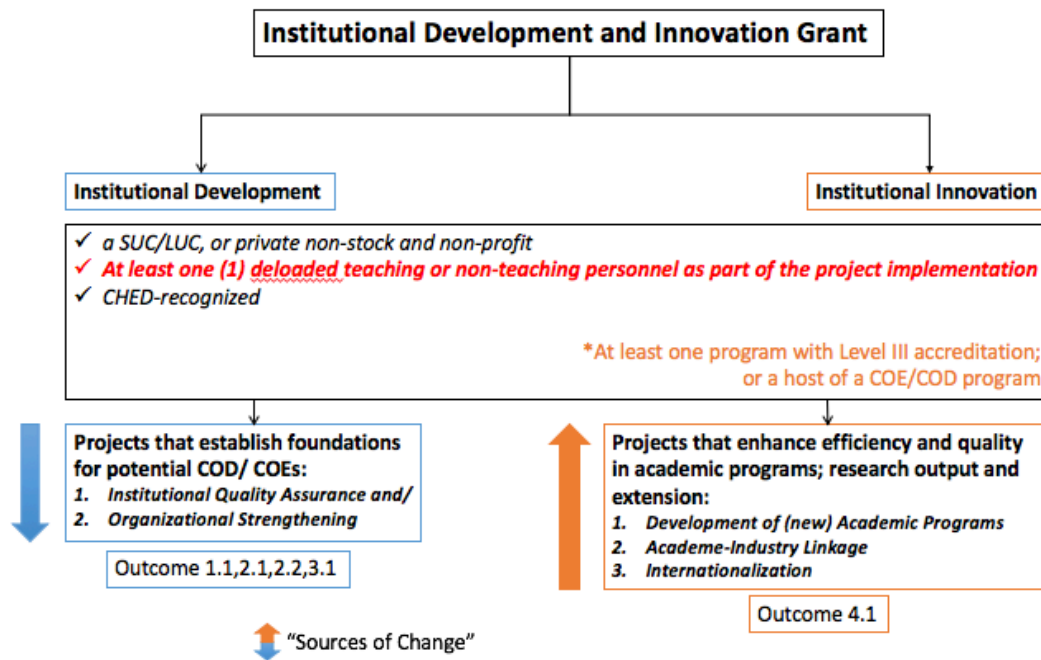 Institutional Development and Innovation Grant
Institutional Development
Institutional Innovation
✓ a SUC/LUC, or private non-stock and non-profit
✓ At least one (1) deloaded teaching or non-teaching personnel as part of the project implementation
✓ CHED-recognized
*At least one program with Level III accreditation;
or a host of a COE/COD program
Projects that establish foundations
for potential COD/ COEs:
1. Institutional Quality Assurance and/
2. Organizational Strengthening
Outcome 1.1,2.1,2.2,3.1
Projects that enhance efficiency and quality
in academic programs; research output and
extension:
1. Development of (new) Academic Programs
2. Academe-Industry Linkage
3. Internationalization
Outcome 4.1
"Sources of Change"